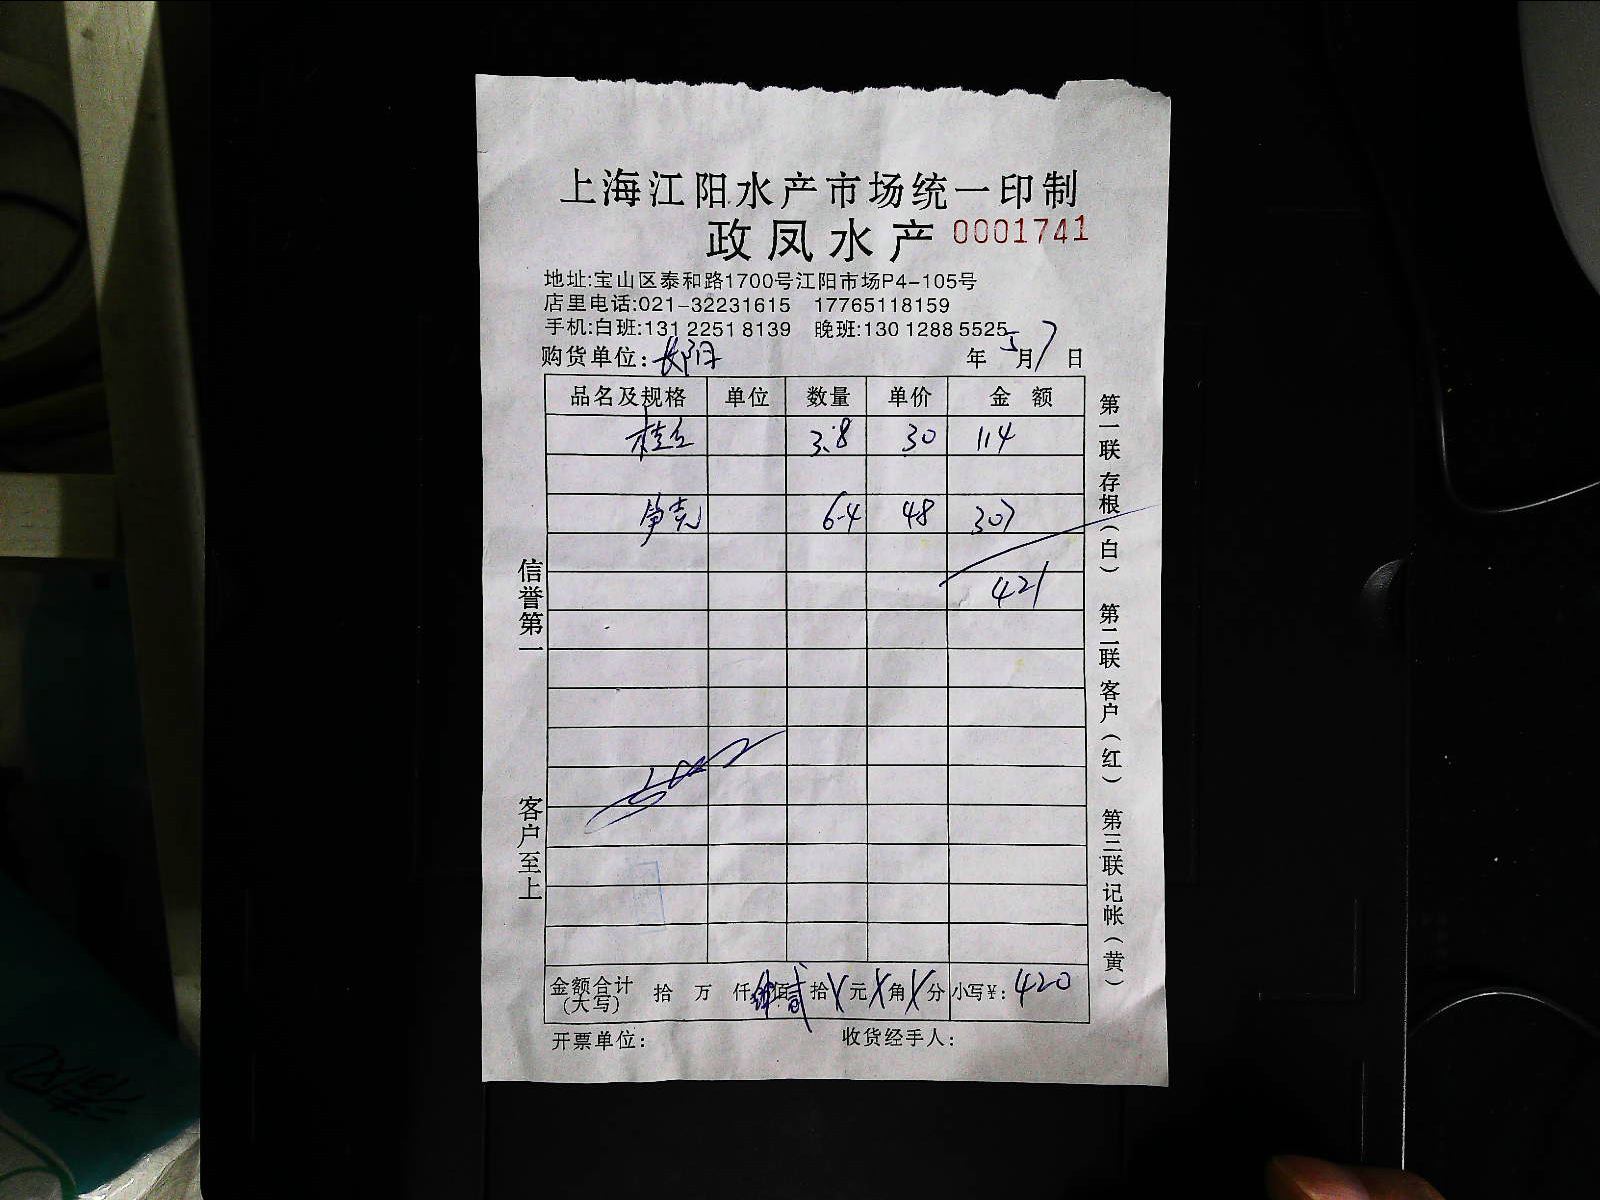 上海江阳水产市场统一印制
政凤水产 0001741
地址:宝山区泰和路1700号江阳市场P4-105号
店里电话:021-32231615 17765118159
手机:白班:131 2251 8139 晚班:130 1288 5525
购货单位:长阳 年5月7日
品名及规格 单位 数量 单价 金额
3.8 30 114
笋壳 6.4 48 307
421
金额合计(大写) 拾 万 仟 肆佰贰拾 元 角 分 小写¥:420
开票单位: 收货经手人:
信誉第一
客户至上
第一联存根(白) 第二联客户(红) 第三联记帐(黄)